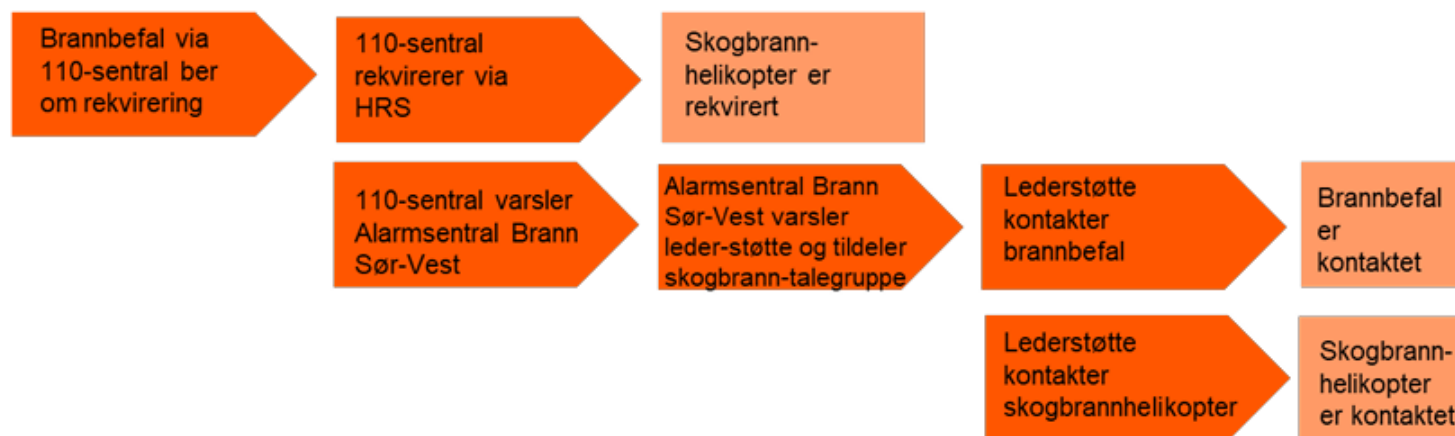 Brannbefal via
110-sentral ber
om rekvirering
110-sentral
rekvirerer via
HRS
Skogbrann-
helikopter er
rekvirert
110-sentral varsler
Alarmsentral Brann
Sør-Vest
Alarmsentral Brann
Sør-Vest varsler
leder-støtte og tildeler
skogbrann-talegruppe
Lederstøtte
kontakter
brannbefal
Brannbefal
er
kontaktet
Lederstøtte
kontakter
skogbrannhelikopter
Skogbrann-
helikopter
er kontaktet